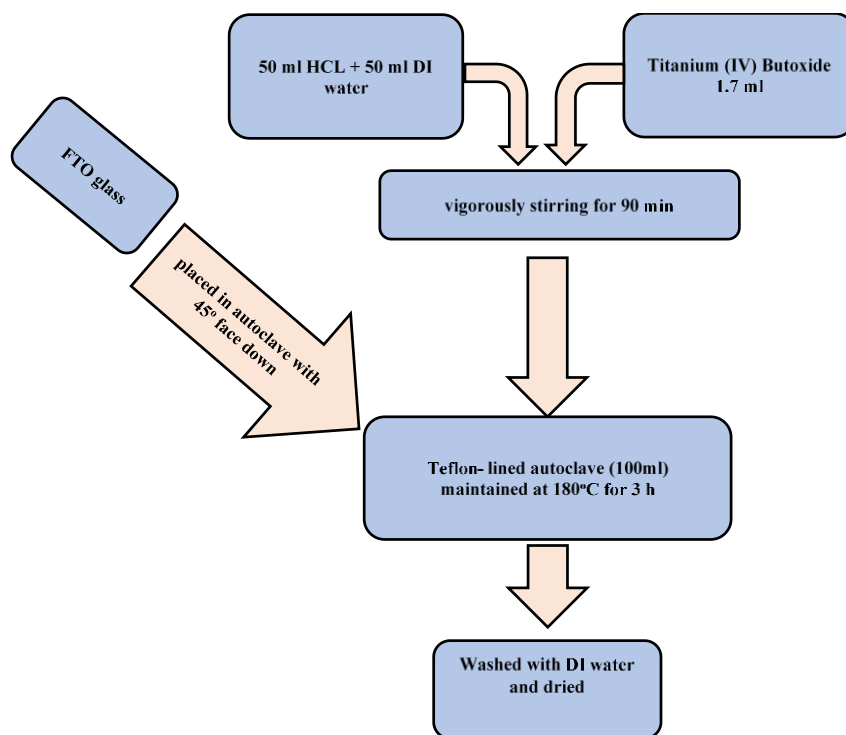 50 ml HCL + 50 ml DI
water
Titanium (IV) Butoxide
1.7 ml
FTO glass
vigorously stirring for 90 min
placed in autoclave with
45º face down
Teflon- lined autoclave (100ml)
maintained at 180ºC for 3 h
Washed with DI water
and dried